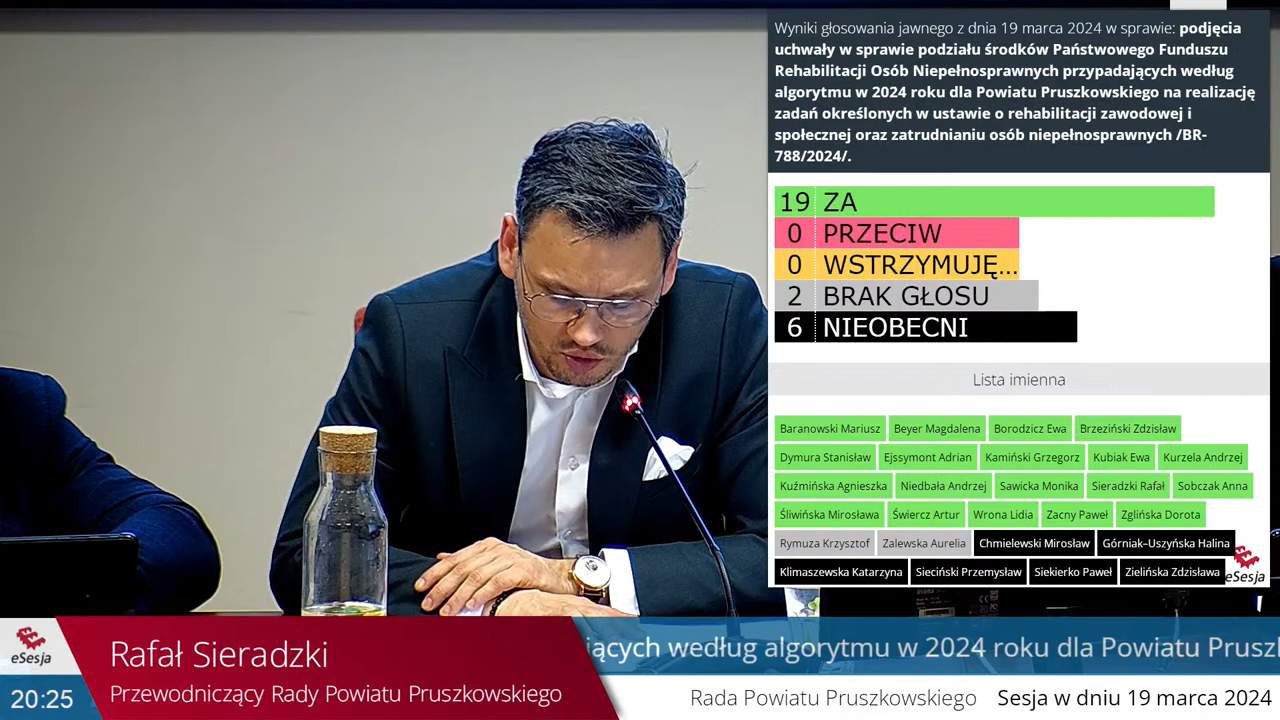 Wyniki głosowania jawnego z dnia 19 marca 2024 w sprawie: podjęcia
uchwały w sprawie podziału środków Państwowego Funduszu
Rehabilitacji Osób Niepełnosprawnych przypadających według
algorytmu w 2024 roku dla Powiatu Pruszkowskiego na realizację
zadań określonych w ustawie o rehabilitacji zawodowej i
społecznej oraz zatrudnianiu osób niepełnosprawnych /BR-
788/2024/.
19 ZA
0 PRZECIW
0 WSTRZYMUJĘ...
2 BRAK GŁOSU
6 NIEOBECNI
Lista imienna
Baranowski Mariusz Beyer Magdalena Borodzicz Ewa Brzeziński Zdzisław
Dymura Stanisław Ejssymont Adrian Kamiński Grzegorz Kubiak Ewa Kurzela Andrzej
Kuźmińska Agnieszka Niedbała Andrzej Sawicka Monika Sieradzki Rafał Sobczak Anna
Śliwińska Mirosława Świercz Artur Wrona Lidia Zacny Paweł Zglińska Dorota
Rymuza Krzysztof Zalewska Aurelia Chmielewski Mirosław Górniak–Uszyńska Halina
Klimaszewska Katarzyna Sieciński Przemysław Siekierko Paweł Zielińska Zdzisława
eSesja
eSesja
Rafał Sieradzki
Przewodniczący Rady Powiatu Pruszkowskiego
jących według algorytmu w 2024 roku dla Powiatu Pruszk
20:25
Rada Powiatu Pruszkowskiego Sesja w dniu 19 marca 2024